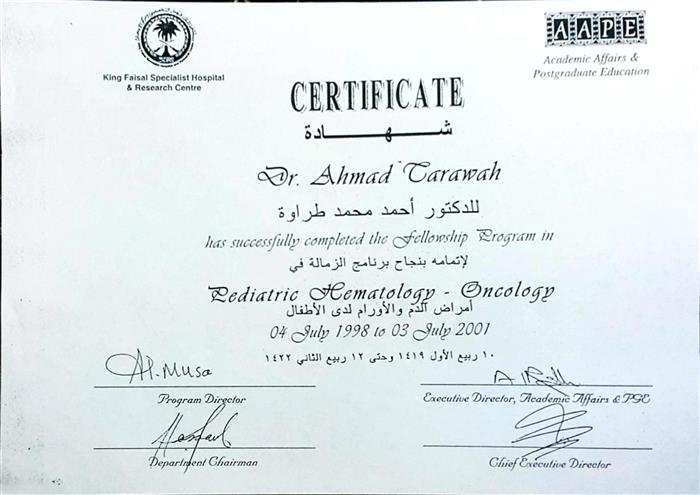 King Faisal Specialist Hospital
& Research Centre
AAPE
Academic Affairs &
Postgraduate Education
CERTIFICATE
شهادة
Dr. Ahmad Tarawah
للدكتور أحمد محمد طراوة
has successfully completed the Fellowship Program in
لإتمامه بنجاح برنامج الزمالة في
Pediatric Hematology - Oncology
أمراض الدم والأورام لدى الأطفال
04 July 1998 to 03 July 2001
١٠ ربيع الأول ١٤١٩ وحتى ١٢ ربيع الثاني ١٤٢٢
Al-Musa
Program Director
Executive Director, Academic Affairs & PGE
Department Chairman
Chief Executive Director